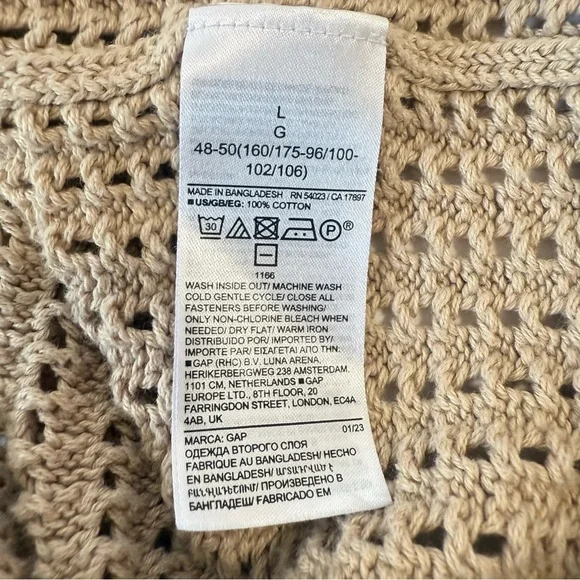 L
G
48-50(160/175-96/100-
102/106)
MADE IN BANGLADESH RN 54023 / CA 17897
■US/GB/EG: 100% COTTON
30 P ®
1166
WASH INSIDE OUT/ MACHINE WASH
COLD GENTLE CYCLE/ CLOSE ALL
FASTENERS BEFORE WASHING/
ONLY NON-CHLORINE BLEACH WHEN
NEEDED/ DRY FLAT/ WARM IRON
DISTRIBUIDO POR/ IMPORTED BY/
IMPORTE PAR/ ΕΙΣΑΓΕΤΑΙ ΑΠΟ ΤΗΝ:
■GAP (RHC) B.V. LUNA ARENA,
HERIKERBERGWEG 238 AMSTERDAM,
1101 CM, NETHERLANDS ■GAP
EUROPE LTD., 8TH FLOOR, 20
FARRINGDON STREET, LONDON, EC4A
4AB, UK
MARCA: GAP 01/23
ОДЕЖДА ВТОРОГО СЛОЯ
FABRIQUE AU BANGLADESH/ HECHO
EN BANGLADESH/ ԱՐՏԱԴՐՎԱԾ Է
ԲԱՆԳԼԱԴԵՇՈՒՄ/ ПРОИЗВЕДЕНО В
БАНГЛАДЕШ/ FABRICADO EM